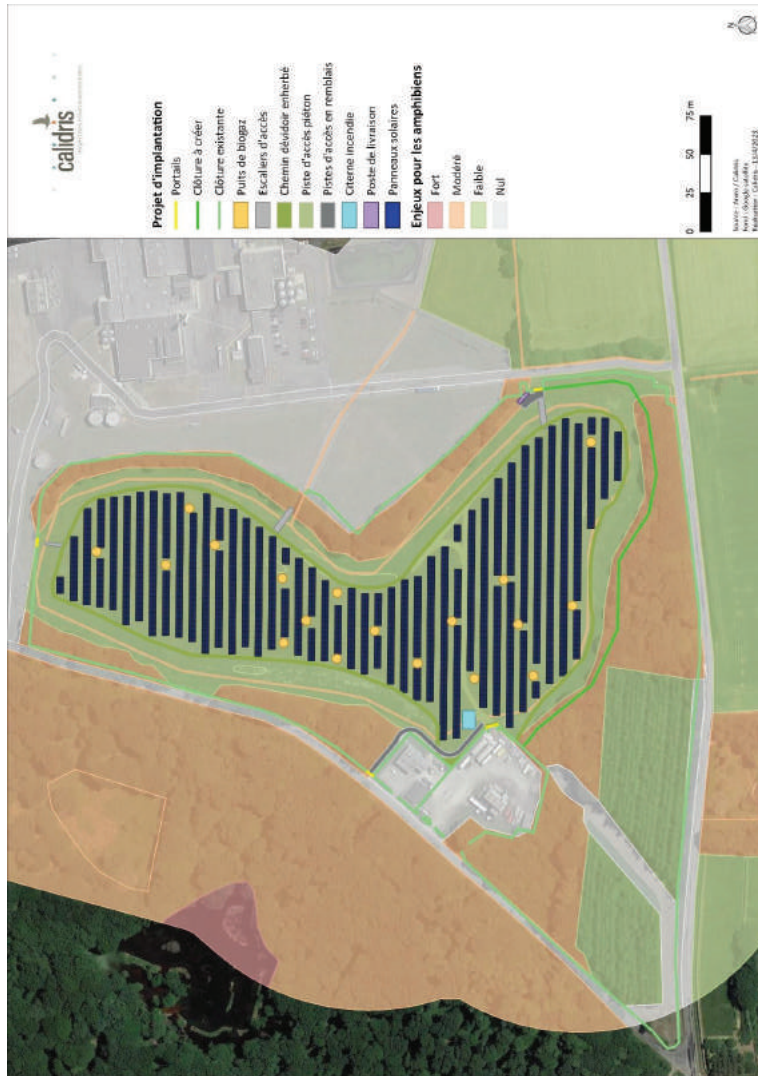 calidris
Projet d'implantation
Portails
Clôture à créer
Clôture existante
Puits de biogaz
Escaliers d'accès
Chemin dévidoir enherbé
Piste d'accès piéton
Pistes d'accès en remblais
Citerne incendie
Poste de livraison
Panneaux solaires
Enjeux pour les amphibiens
Fort
Modéré
Faible
Nul
0 25 50 75 m
N